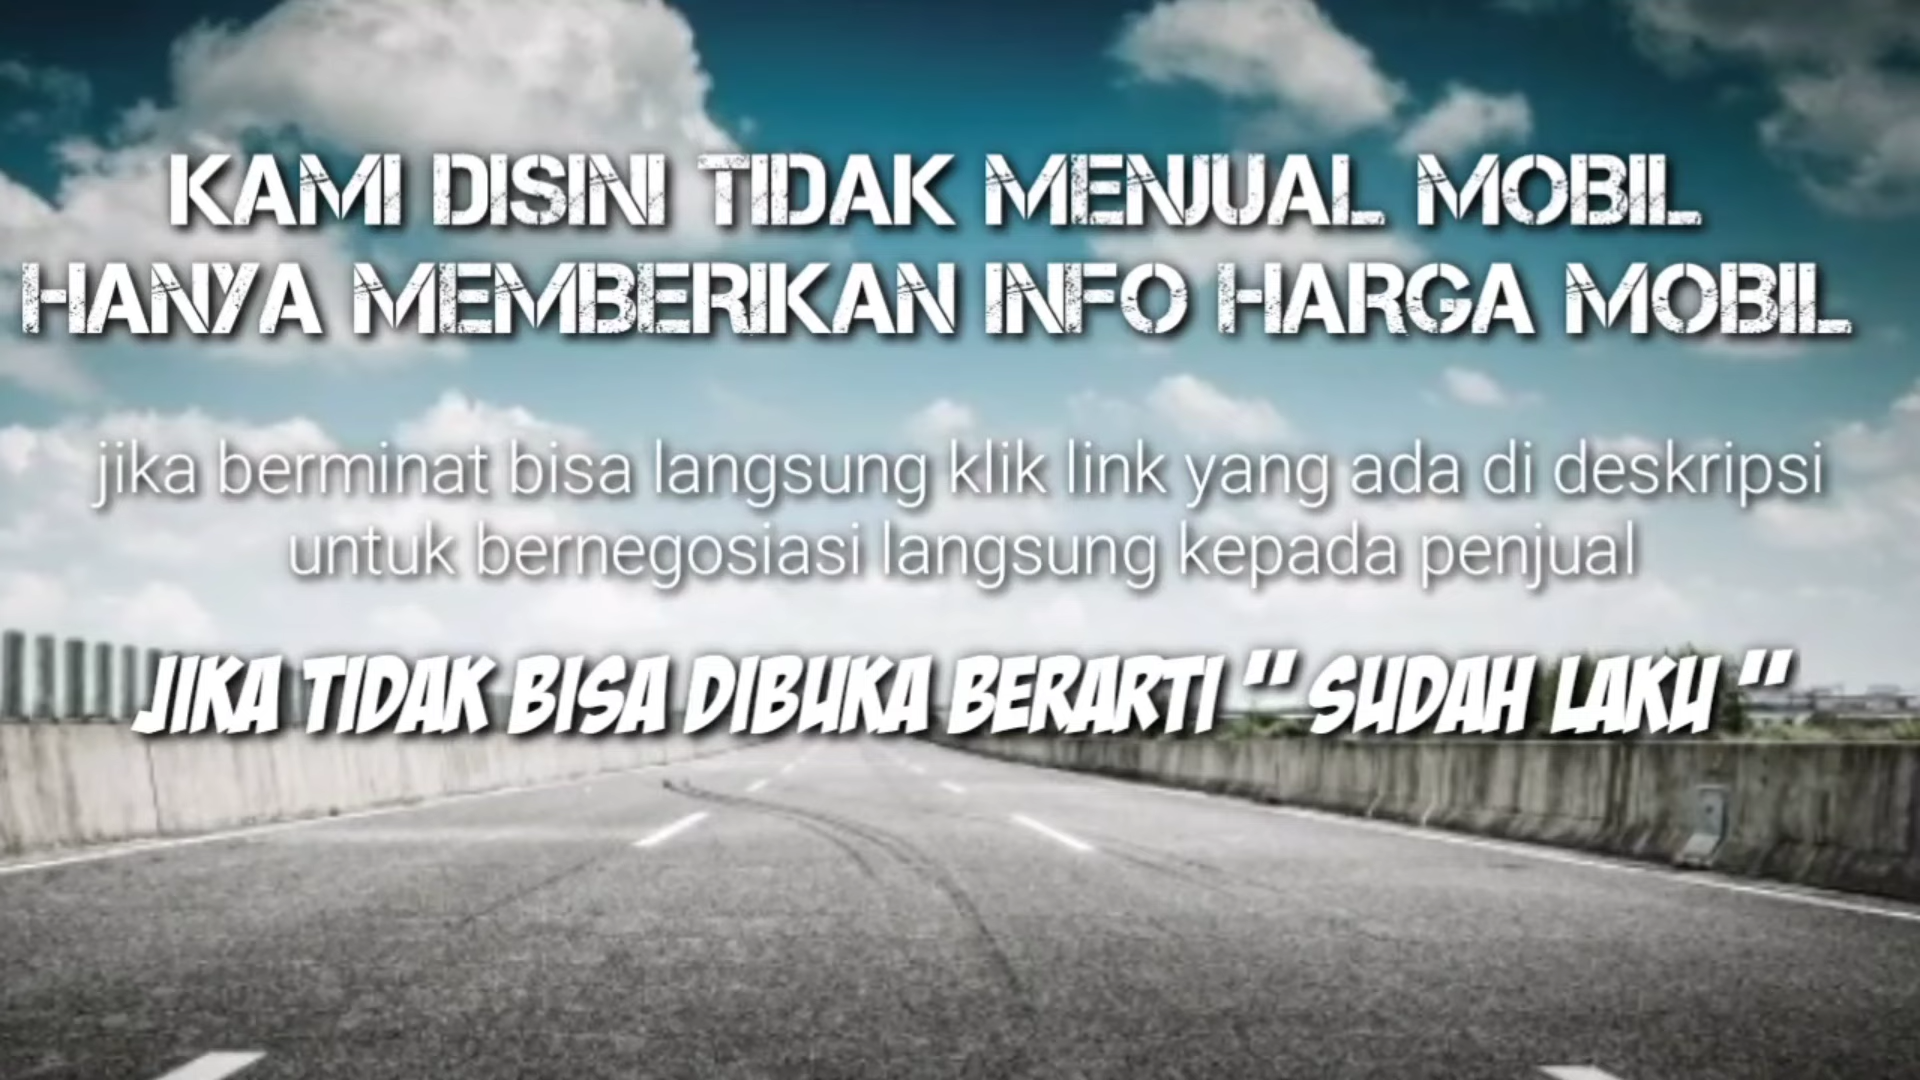 KAMI DISINI TIDAK MENJUAL MOBIL
HANYA MEMBERIKAN INFO HARGA MOBIL
jika berminat bisa langsung klik link yang ada di deskripsi
untuk bernegosiasi langsung kepada penjual
JIKA TIDAK BISA DIBUKA BERARTI " SUDAH LAKU "